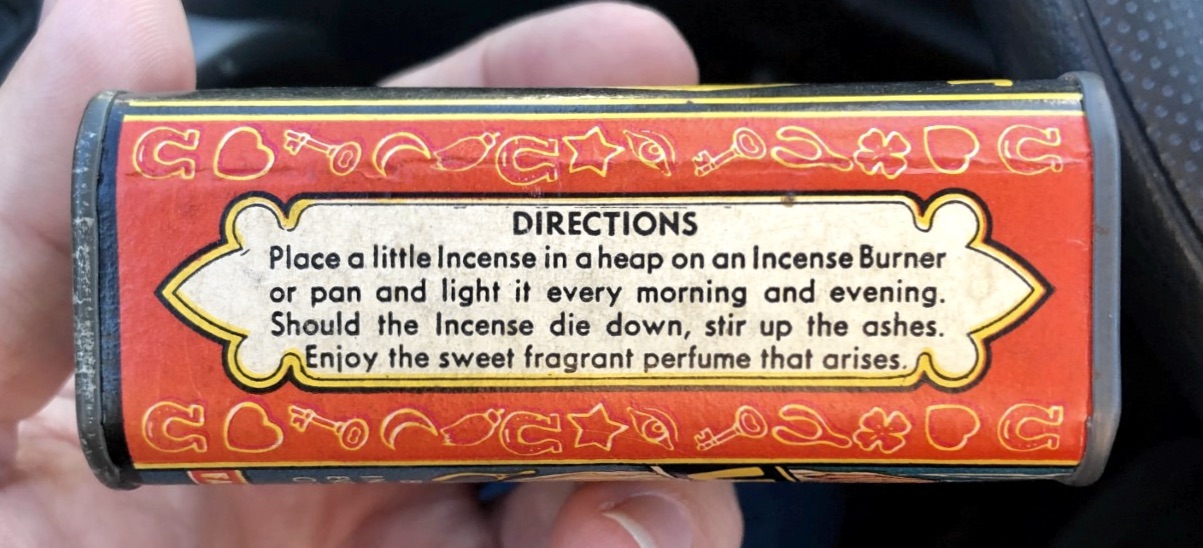 DIRECTIONS
Place a little Incense in a heap on an Incense Burner
or pan and light it every morning and evening.
Should the Incense die down, stir up the ashes.
Enjoy the sweet fragrant perfume that arises.